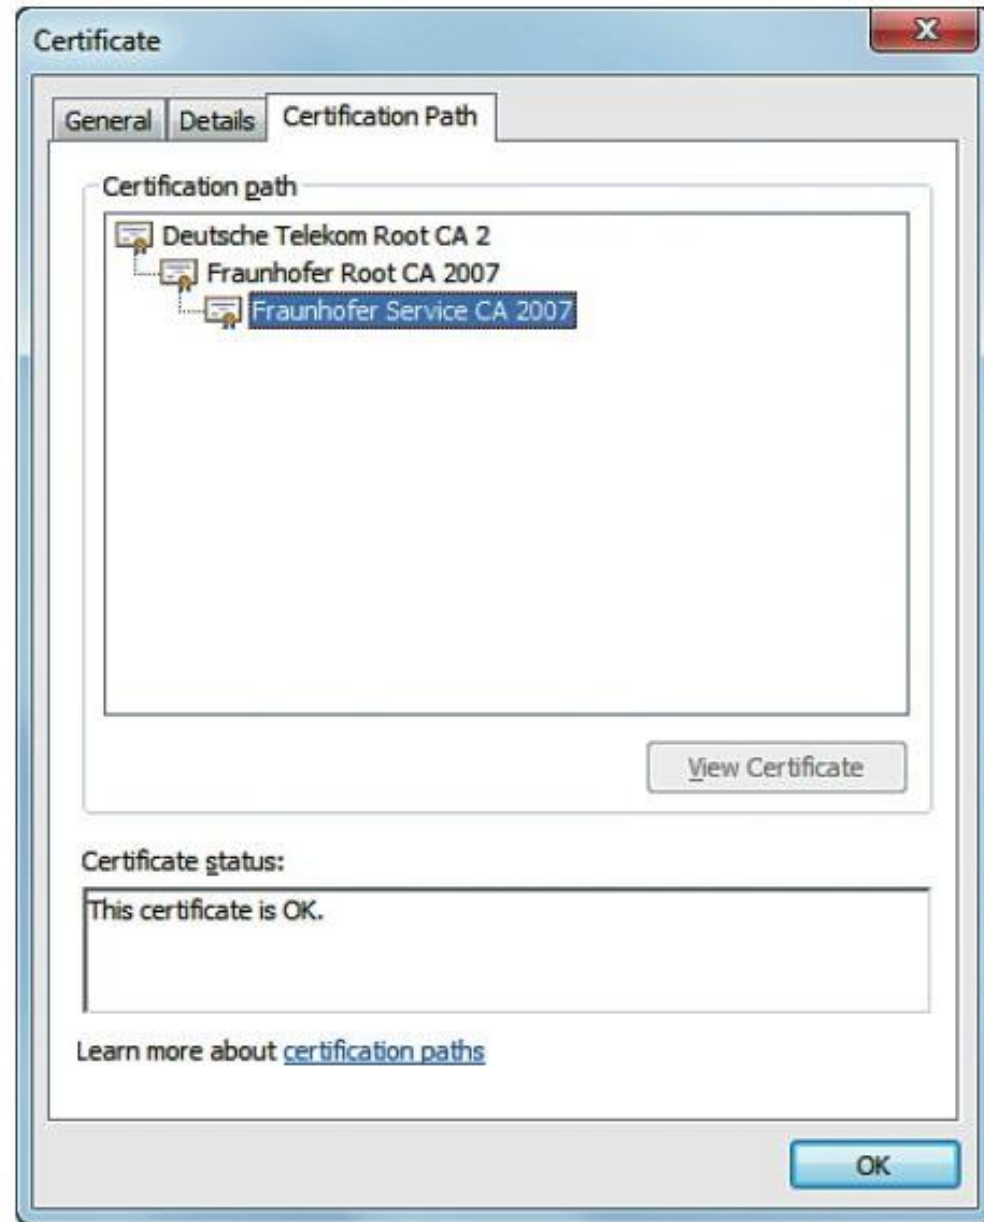 Certificate
General Details Certification Path
Certification path
Deutsche Telekom Root CA 2
Fraunhofer Root CA 2007
Fraunhofer Service CA 2007
View Certificate
Certificate status:
This certificate is OK.
Learn more about certification paths
OK